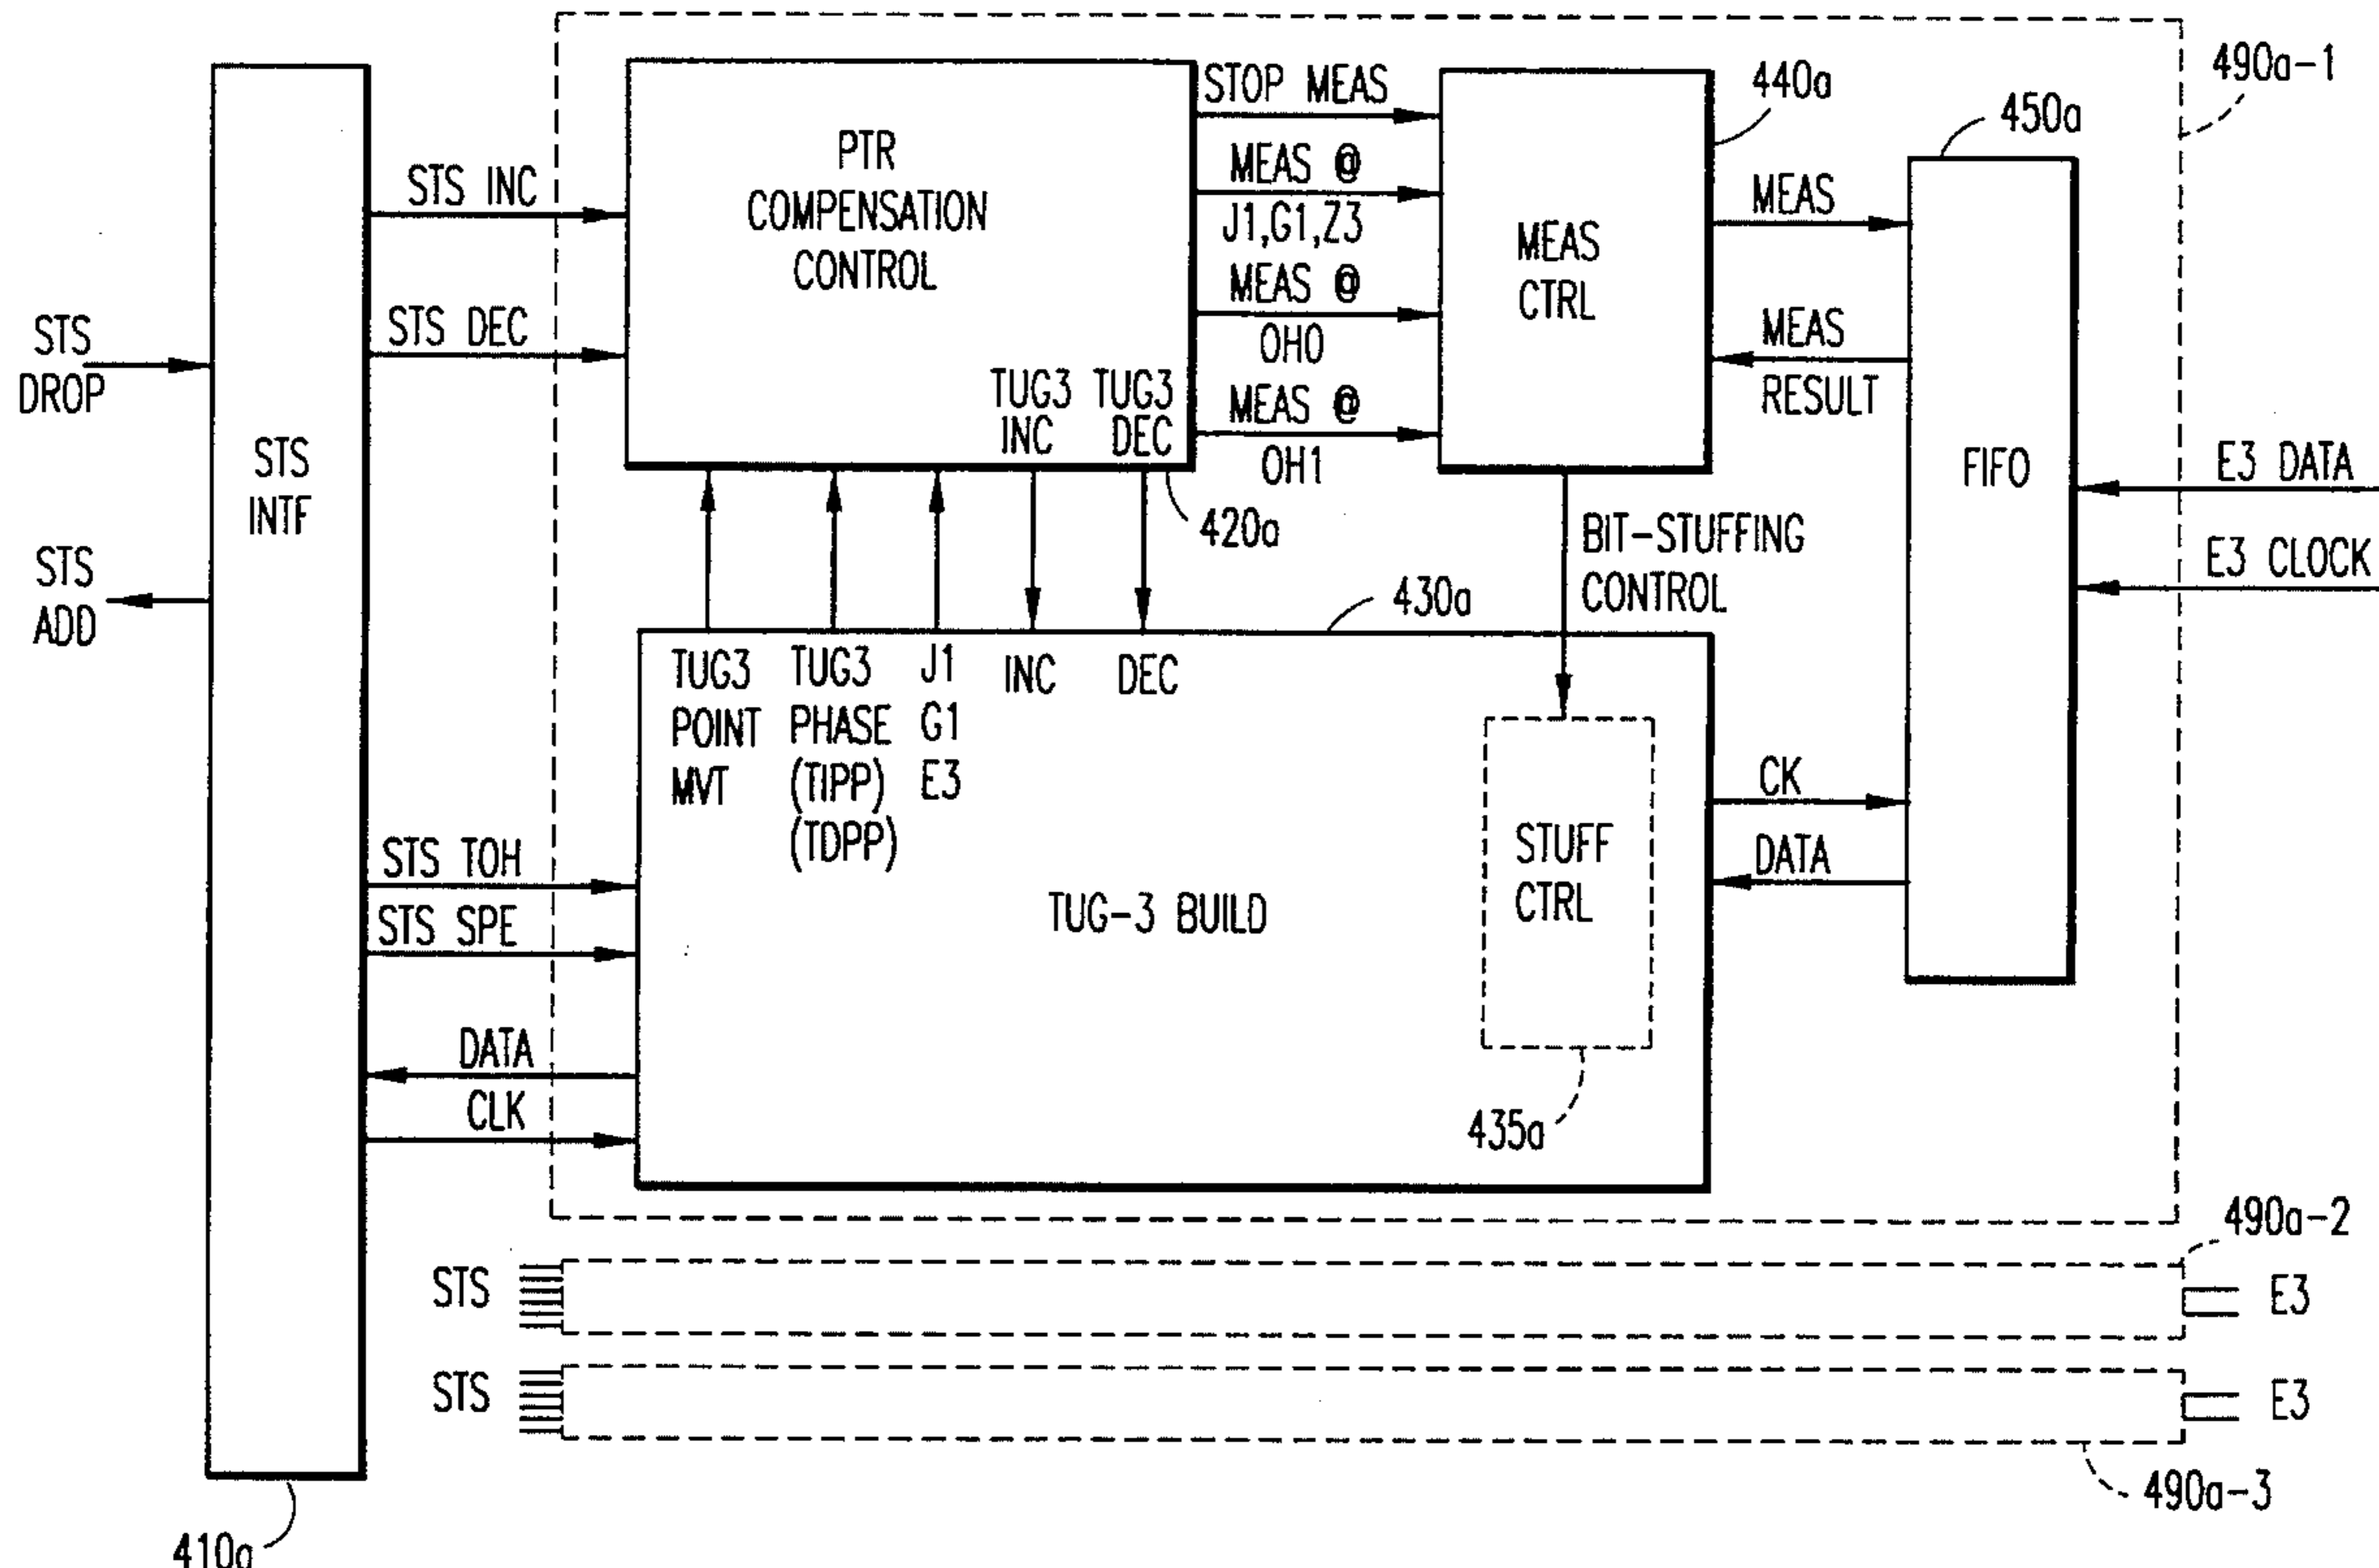 490a-1
440a
450a
STS
DROP
STS
ADD
STS
INTF
410a
STS INC
STS DEC
PTR
COMPENSATION
CONTROL
TUG3 TUG3
INC DEC
420a
STOP MEAS
MEAS @
J1,G1,Z3
MEAS @
OH0
MEAS @
OH1
MEAS
CTRL
MEAS
MEAS
RESULT
FIFO
E3 DATA
E3 CLOCK
BIT-STUFFING
CONTROL
430a
TUG3
POINT
MVT
TUG3
PHASE
(TIPP)
(TDPP)
J1
G1
E3
INC
DEC
STS TOH
STS SPE
DATA
CLK
TUG-3 BUILD
STUFF
CTRL
435a
CK
DATA
490a-2
STS
E3
STS
E3
490a-3